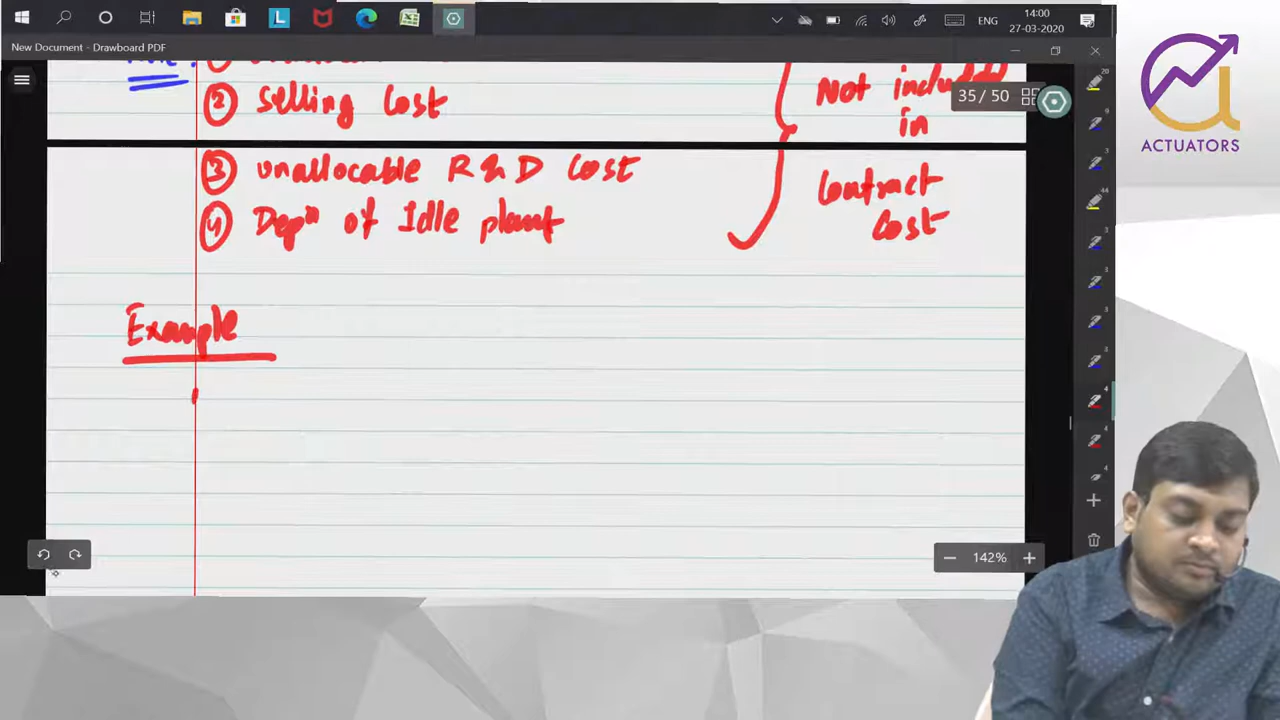 14:00
ENG
27-03-2020
New Document - Drawboard PDF
② Selling Cost
Not included
in
35 / 50
③ unallocable R&D Cost
④ Depⁿ of Idle plant
Contract
Cost
Example
142%
ACTUATORS